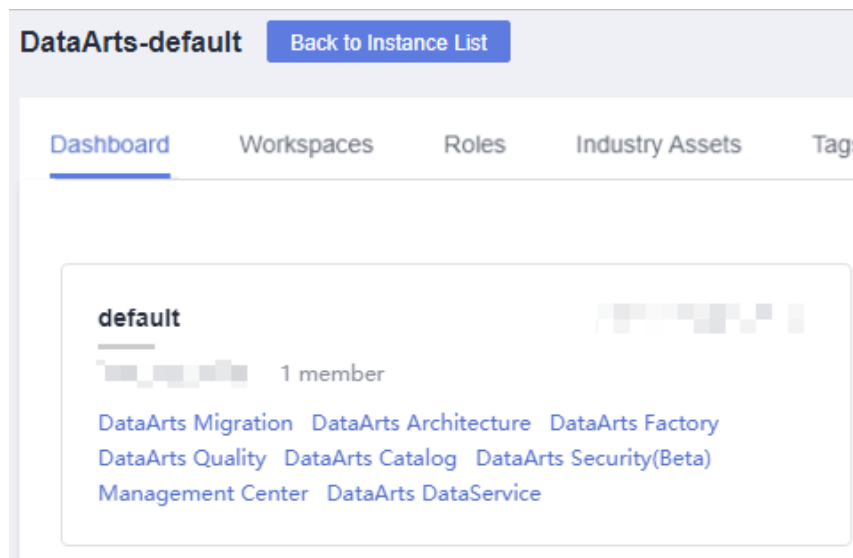 DataArts-default Back to Instance List
Dashboard Workspaces Roles Industry Assets
default
1 member
DataArts Migration DataArts Architecture DataArts Factory
DataArts Quality DataArts Catalog DataArts Security(Beta)
Management Center DataArts DataService